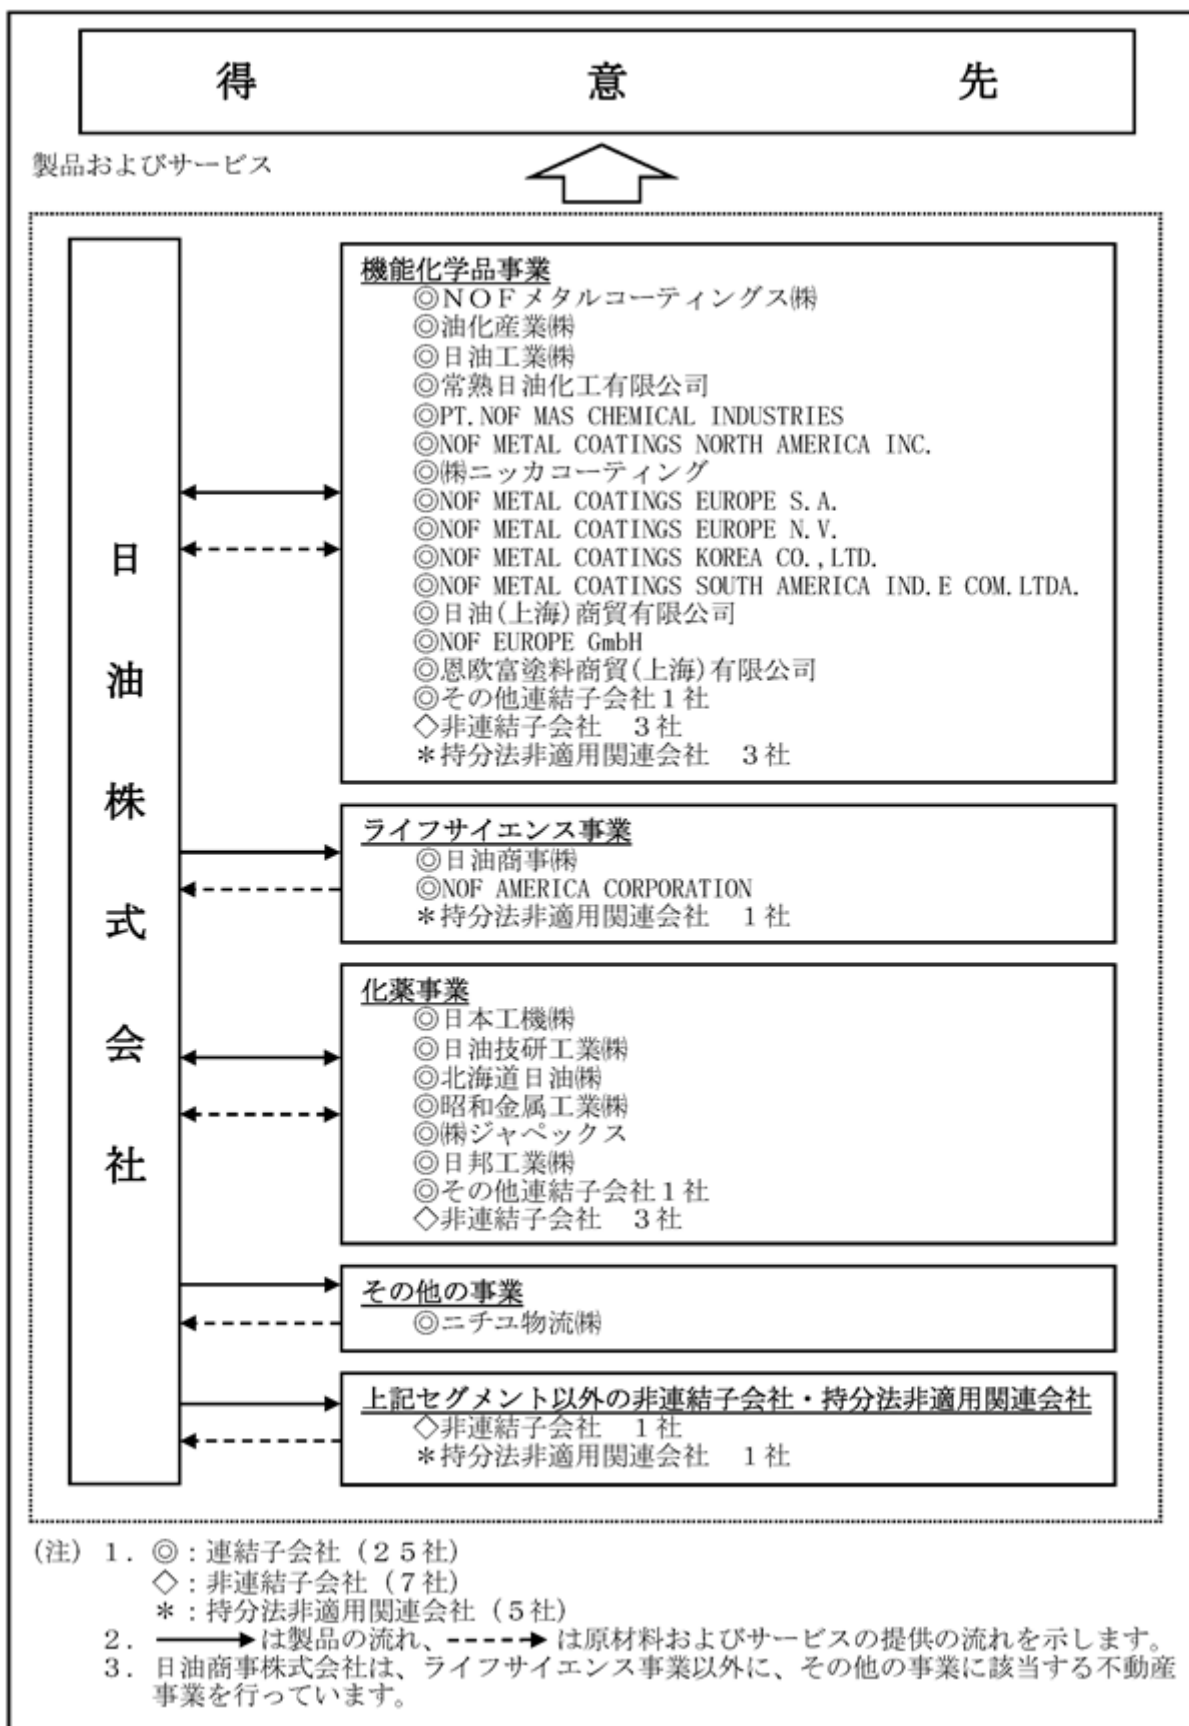 得意先
製品およびサービス
日油株式会社
機能化学品事業
◎NOFメタルコーティングス㈱
◎油化産業㈱
◎日油工業㈱
◎常熟日油化工有限公司
◎PT.NOF MAS CHEMICAL INDUSTRIES
◎NOF METAL COATINGS NORTH AMERICA INC.
◎㈱ニッカコーティング
◎NOF METAL COATINGS EUROPE S.A.
◎NOF METAL COATINGS EUROPE N.V.
◎NOF METAL COATINGS KOREA CO.,LTD.
◎NOF METAL COATINGS SOUTH AMERICA IND.E COM.LTDA.
◎日油(上海)商貿有限公司
◎NOF EUROPE GmbH
◎恩欧富塗料商貿(上海)有限公司
◎その他連結子会社1社
◇非連結子会社 3社
*持分法非適用関連会社 3社
ライフサイエンス事業
◎日油商事㈱
◎NOF AMERICA CORPORATION
*持分法非適用関連会社 1社
化薬事業
◎日本工機㈱
◎日油技研工業㈱
◎北海道日油㈱
◎昭和金属工業㈱
◎㈱ジャペックス
◎日邦工業㈱
◎その他連結子会社1社
◇非連結子会社 3社
その他の事業
◎ニチユ物流㈱
上記セグメント以外の非連結子会社・持分法非適用関連会社
◇非連結子会社 1社
*持分法非適用関連会社 1社
(注) 1. ◎:連結子会社(25社)
◇:非連結子会社(7社)
*:持分法非適用関連会社(5社)
2. ──→は製品の流れ、-----→は原材料およびサービスの提供の流れを示します。
3. 日油商事株式会社は、ライフサイエンス事業以外に、その他の事業に該当する不動産
事業を行っています。